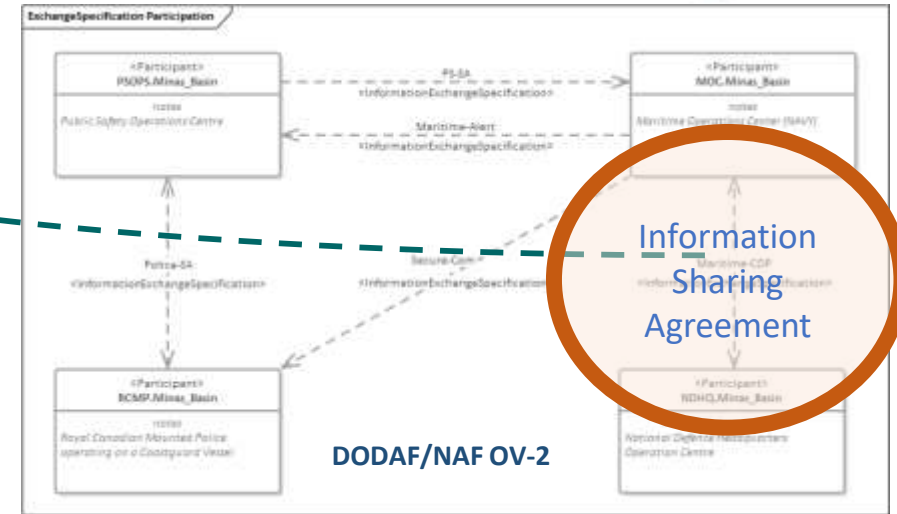 ExchangeSpecification Participation
«Participant»
PSOPS.Minas_Basin
notes
Public Safety Operations Centre
PS-SA
«InformationExchangeSpecification»
Maritime-Alert
«InformationExchangeSpecification»
«Participant»
MOC.Minas_Basin
notes
Maritime Operations Center (NAVY)
Police-SA
«InformationExchangeSpecification»
Secure-Com
«InformationExchangeSpecification»
Maritime-COP
Information
Sharing
Agreement
«Participant»
RCMP.Minas_Basin
notes
Royal Canadian Mounted Police
operating on a Coastguard Vessel
DODAF/NAF OV-2
«Participant»
NDHQ.Minas_Basin
notes
National Defence Headquarters
Operation Centre